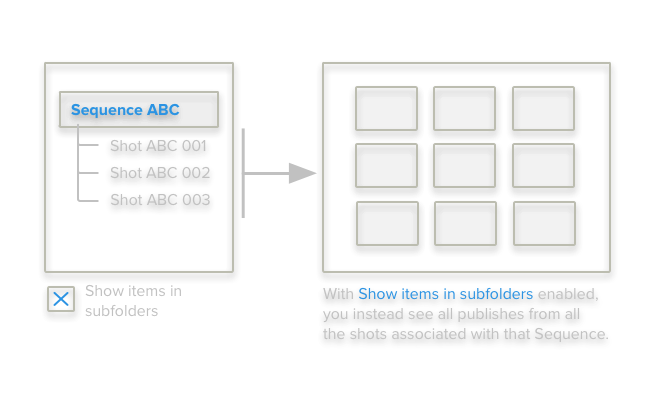 Sequence ABC
Shot ABC 001
Shot ABC 002
Shot ABC 003
Show items in
subfolders
With Show items in subfolders enabled,
you instead see all publishes from all
the shots associated with that Sequence.